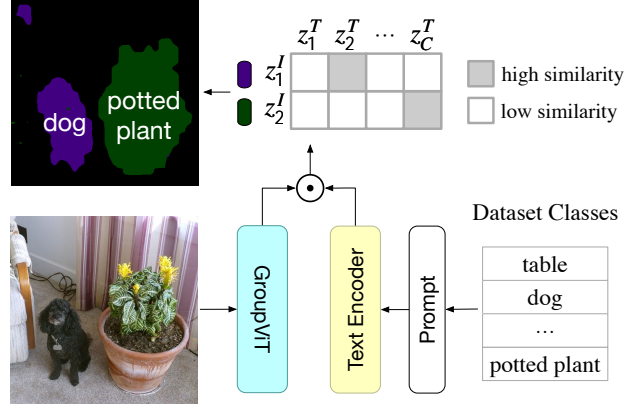 z_1^T z_2^T ⋯ z_C^T
z_1^I
z_2^I
high similarity
low similarity
dog
potted
plant
GroupViT
Text Encoder
Prompt
Dataset Classes
table
dog
⋯
potted plant